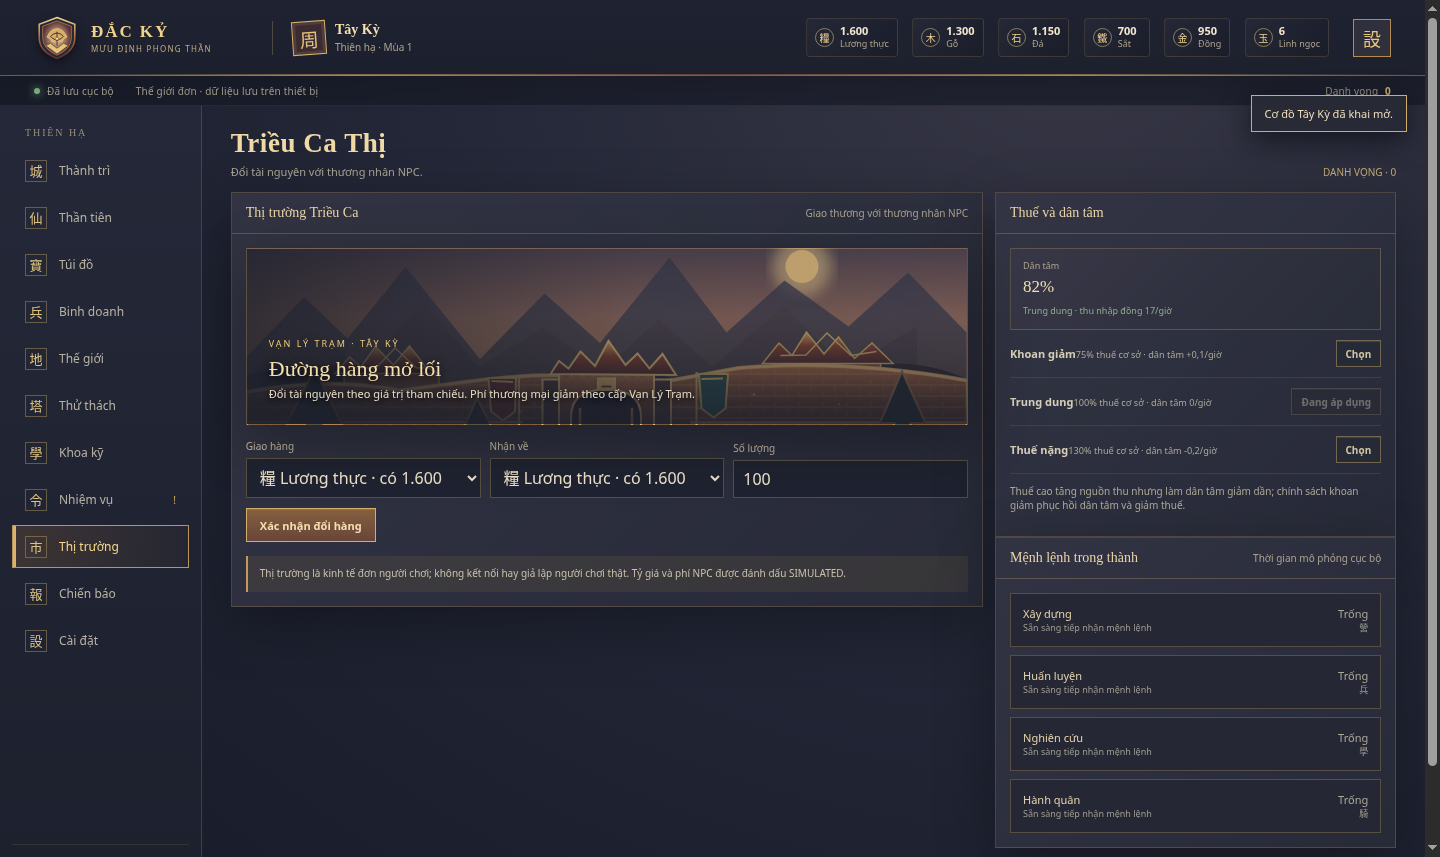 ĐẮC KỶ
MƯU ĐỊNH PHONG THẦN
周
Tây Kỳ
Thiên hạ · Mùa 1
糧 1.600 Lương thực
木 1.300 Gỗ
石 1.150 Đá
鐵 700 Sắt
金 950 Đồng
玉 6 Linh ngọc
設
Đã lưu cục bộ
Thế giới đơn · dữ liệu lưu trên thiết bị
Danh vọng 0
Cơ đồ Tây Kỳ đã khai mở.
THIÊN HẠ
城 Thành trì
仙 Thần tiên
寶 Túi đồ
兵 Binh doanh
地 Thế giới
塔 Thử thách
學 Khoa kỹ
令 Nhiệm vụ !
市 Thị trường
報 Chiến báo
設 Cài đặt
Triều Ca Thị
Đổi tài nguyên với thương nhân NPC.
DANH VỌNG · 0
Thị trường Triều Ca
Giao thương với thương nhân NPC
VẠN LÝ TRẠM · TÂY KỲ
Đường hàng mở lối
Đổi tài nguyên theo giá trị tham chiếu. Phí thương mại giảm theo cấp Vạn Lý Trạm.
Giao hàng
糧 Lương thực · có 1.600
Nhận về
糧 Lương thực · có 1.600
Số lượng
100
Xác nhận đổi hàng
Thị trường là kinh tế đơn người chơi; không kết nối hay giả lập người chơi thật. Tỷ giá và phí NPC được đánh dấu SIMULATED.
Thuế và dân tâm
Dân tâm
82%
Trung dung · thu nhập đồng 17/giờ
Khoan giảm75% thuế cơ sở · dân tâm +0,1/giờ
Chọn
Trung dung100% thuế cơ sở · dân tâm 0/giờ
Đang áp dụng
Thuế nặng130% thuế cơ sở · dân tâm -0,2/giờ
Chọn
Thuế cao tăng nguồn thu nhưng làm dân tâm giảm dần; chính sách khoan
giảm phục hồi dân tâm và giảm thuế.
Mệnh lệnh trong thành
Thời gian mô phỏng cục bộ
Xây dựng
Trống
Sẵn sàng tiếp nhận mệnh lệnh
營
Huấn luyện
Trống
Sẵn sàng tiếp nhận mệnh lệnh
兵
Nghiên cứu
Trống
Sẵn sàng tiếp nhận mệnh lệnh
學
Hành quân
Trống
Sẵn sàng tiếp nhận mệnh lệnh
騎